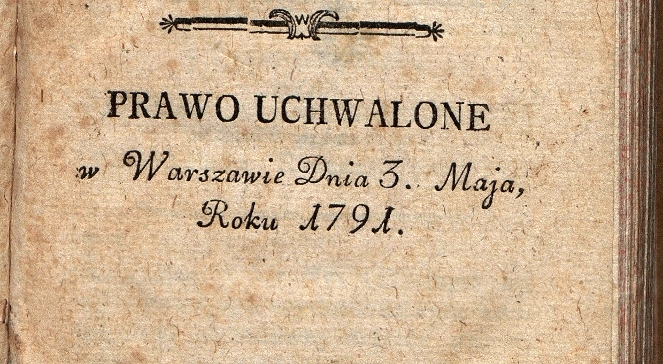 PRAWO UCHWALONE
w Warszawie Dnia 3. Maja,
Roku 1791.